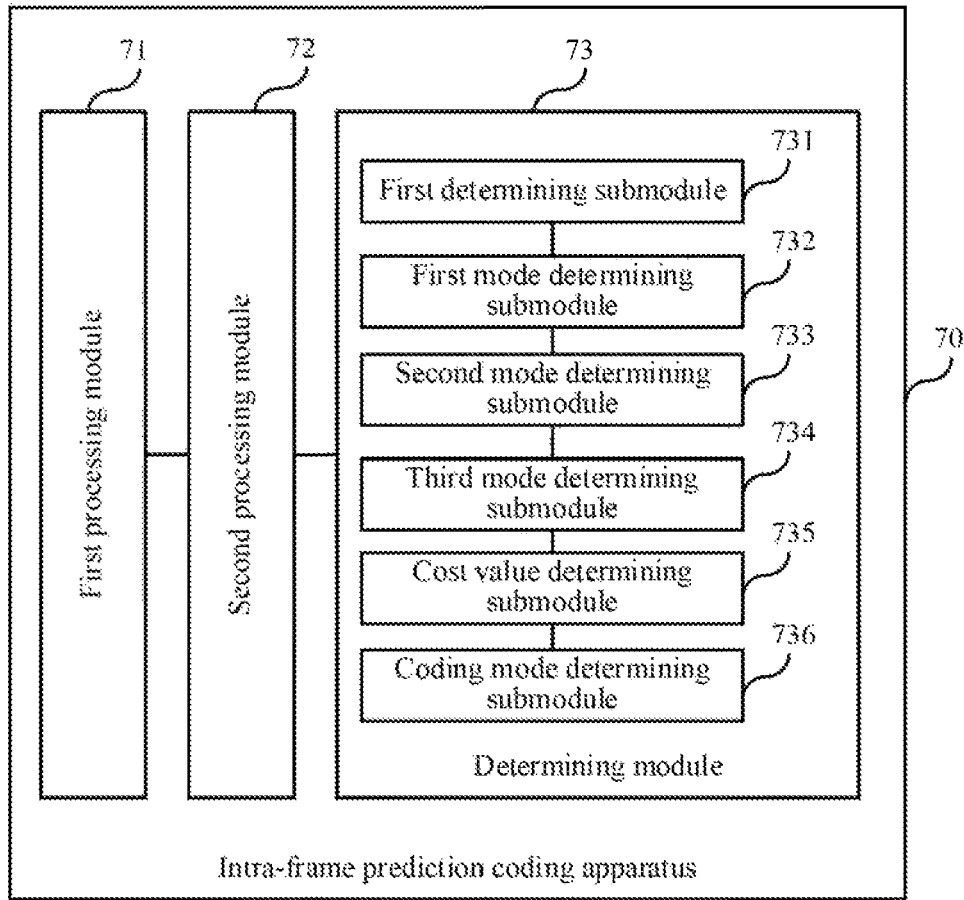 71
72
73
First processing module
Second processing module
731
First determining submodule
732
First mode determining
submodule
733
Second mode determining
submodule
70
734
Third mode determining
submodule
735
Cost value determining
submodule
736
Coding mode determining
submodule
Determining module
Intra-frame prediction coding apparatus